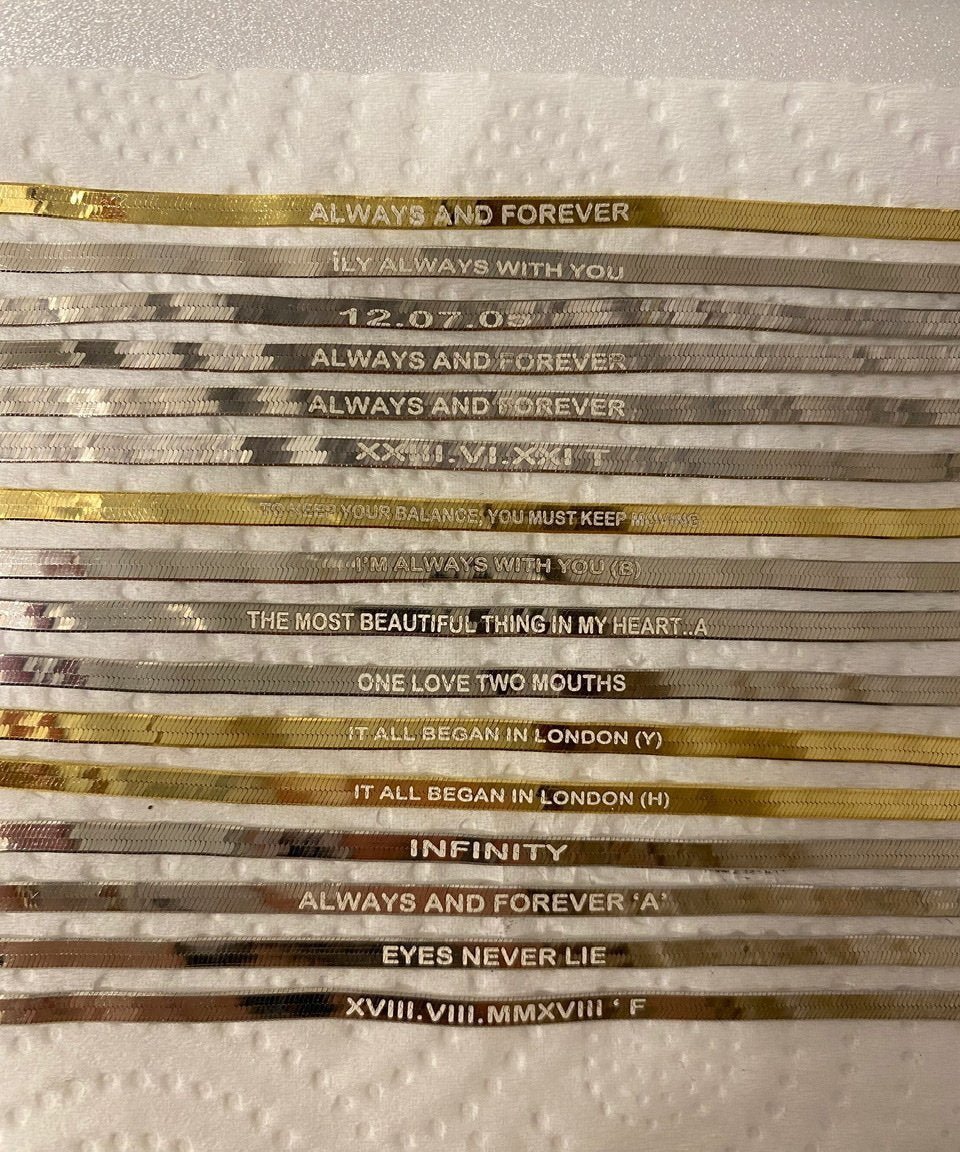 ALWAYS AND FOREVER
İLY ALWAYS WITH YOU
12.07.09
ALWAYS AND FOREVER
ALWAYS AND FOREVER
XXIII.VI.XXI T
TO KEEP YOUR BALANCE, YOU MUST KEEP MOVING
I'M ALWAYS WITH YOU (B)
THE MOST BEAUTIFUL THING IN MY HEART..A
ONE LOVE TWO MOUTHS
IT ALL BEGAN IN LONDON (Y)
IT ALL BEGAN IN LONDON (H)
INFINITY
ALWAYS AND FOREVER ‘A’
EYES NEVER LIE
XVIII.VIII.MMXVIII ‘ F